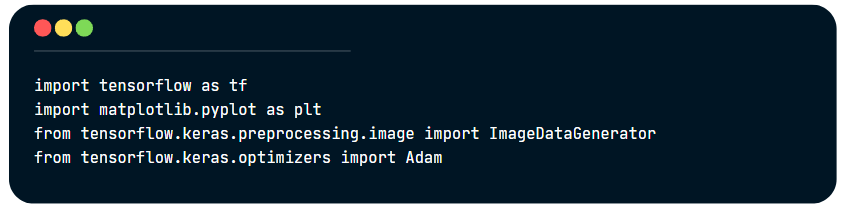 import tensorflow as tf
import matplotlib.pyplot as plt
from tensorflow.keras.preprocessing.image import ImageDataGenerator
from tensorflow.keras.optimizers import Adam